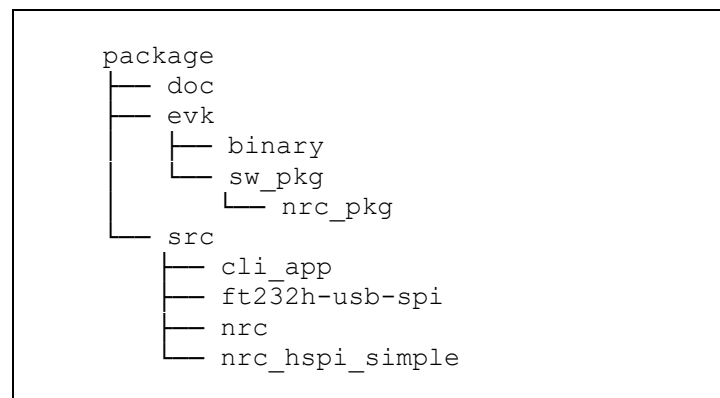 package
├── doc
├── evk
│   ├── binary
│   └── sw_pkg
│       └── nrc_pkg
└── src
    ├── cli_app
    ├── ft232h-usb-spi
    ├── nrc
    └── nrc_hspi_simple